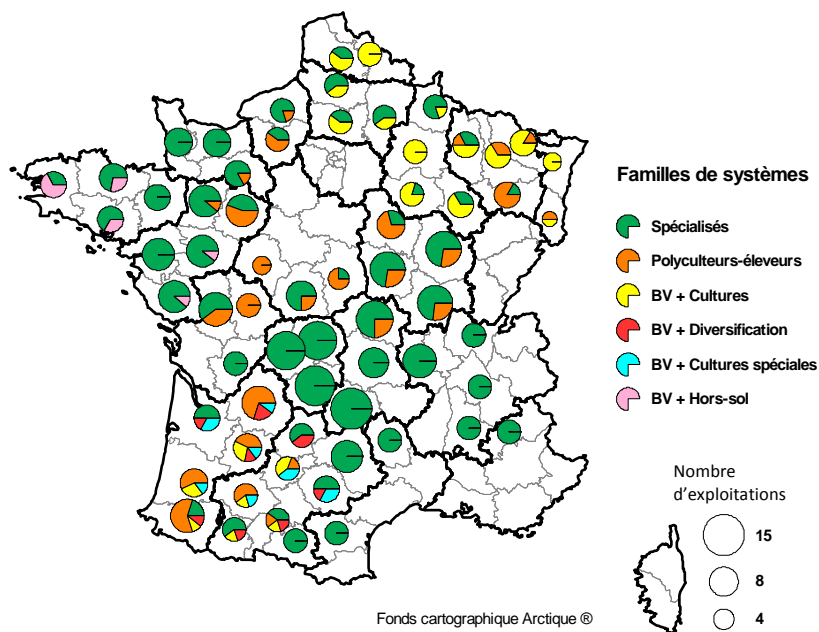 Familles de systèmes
Spécialisés
Polyculteurs-éleveurs
BV + Cultures
BV + Diversification
BV + Cultures spéciales
BV + Hors-sol
Nombre
d'exploitations
15
8
4
Fonds cartographique Arctique ®